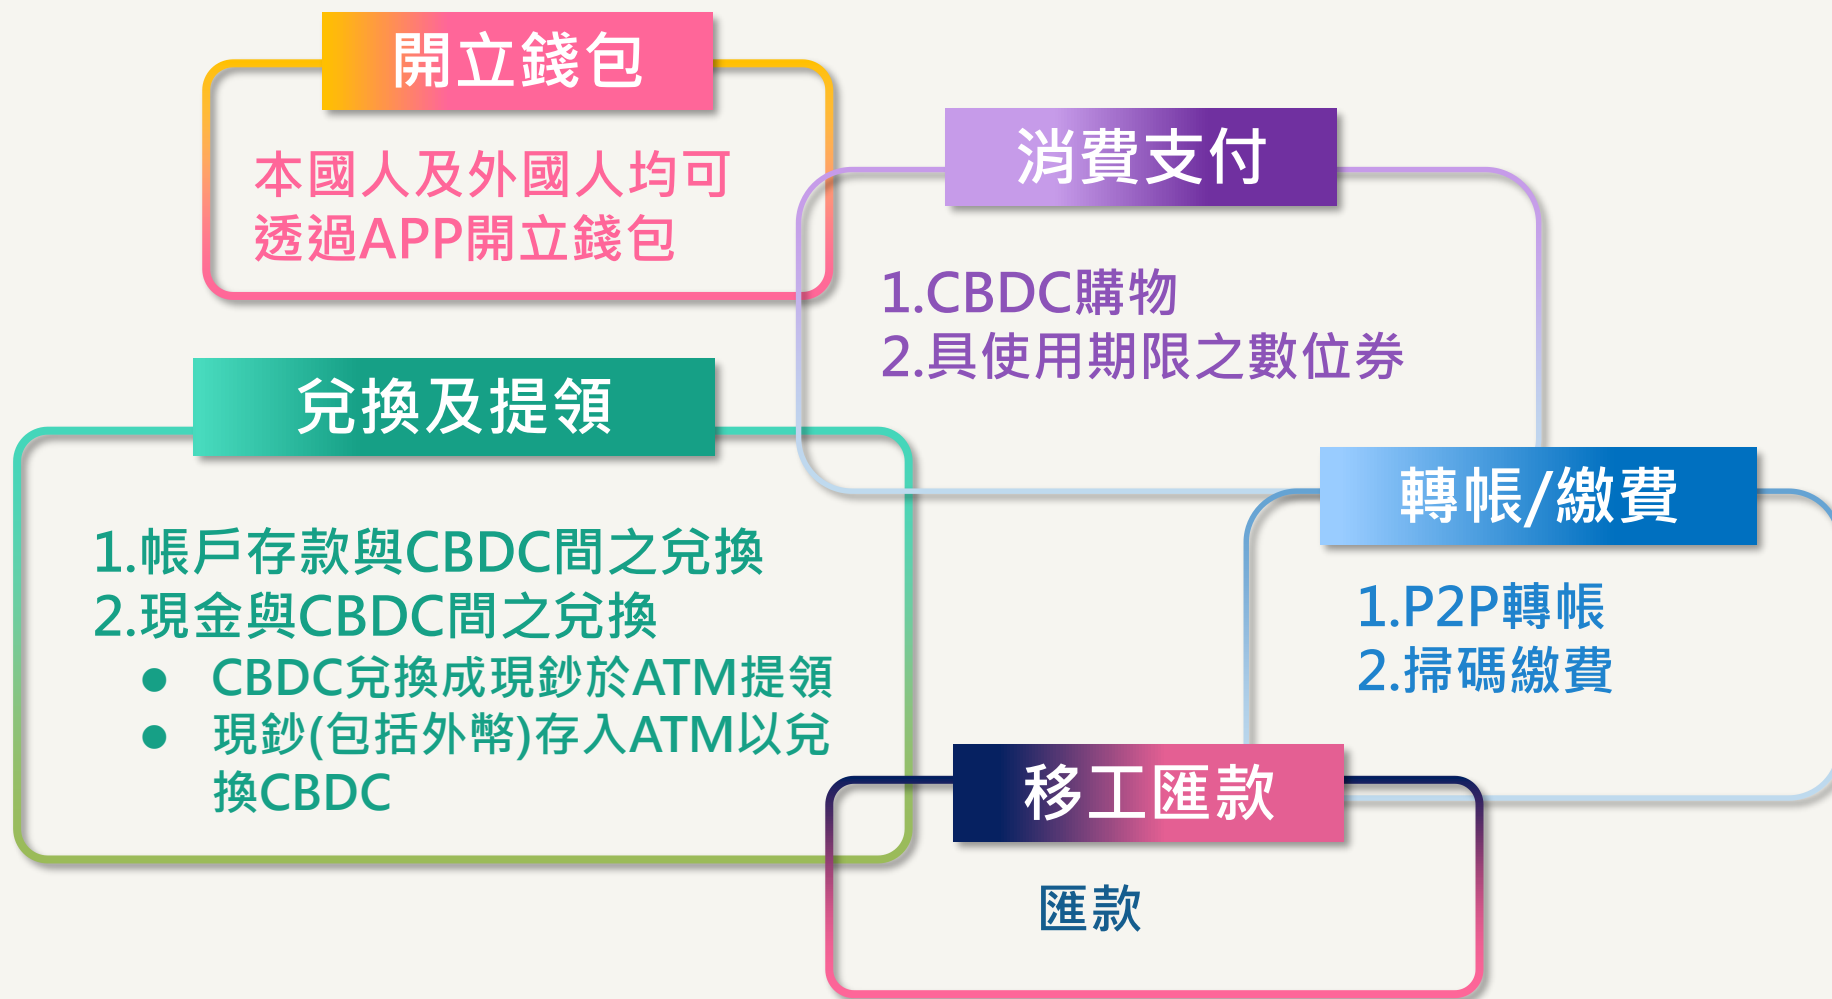 開立錢包
本國人及外國人均可
透過APP開立錢包
消費支付
1.CBDC購物
2.具使用期限之數位券
兌換及提領
1.帳戶存款與CBDC間之兌換
2.現金與CBDC間之兌換
● CBDC兌換成現鈔於ATM提領
● 現鈔(包括外幣)存入ATM以兌
換CBDC
轉帳/繳費
1.P2P轉帳
2.掃碼繳費
移工匯款
匯款